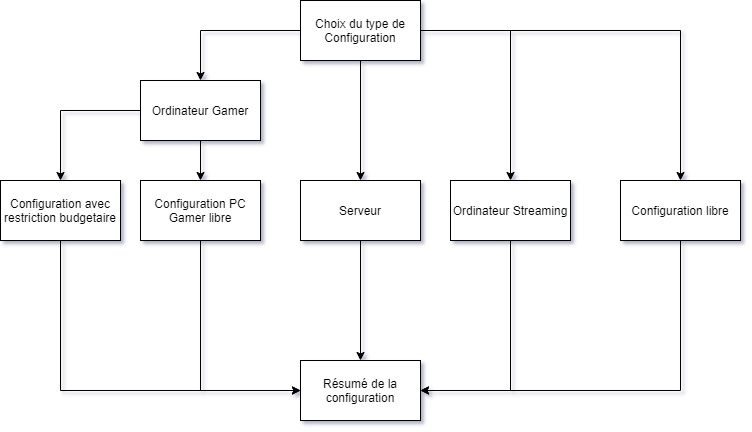 Choix du type de
Configuration
Ordinateur Gamer
Configuration avec
restriction budgetaire
Configuration PC
Gamer libre
Serveur
Ordinateur Streaming
Configuration libre
Résumé de la
configuration